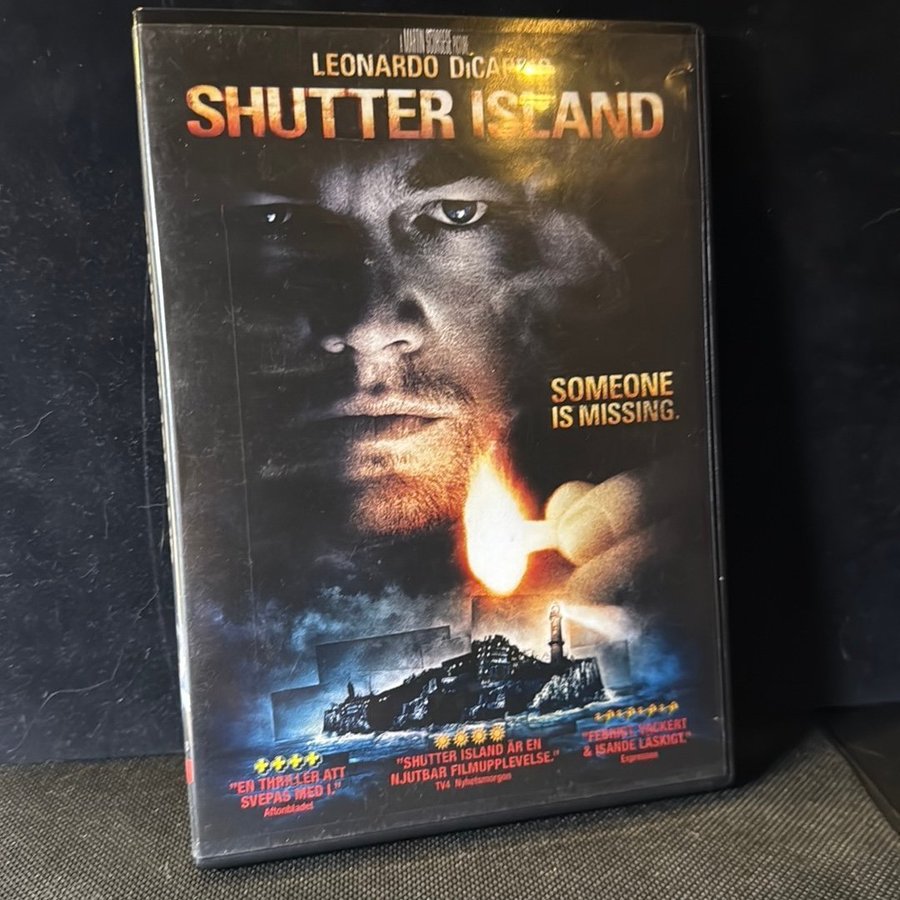 A MARTIN SCORSESE PICTURE
LEONARDO DiCAPRIO
SHUTTER ISLAND
SOMEONE
IS MISSING.
"EN THRILLER ATT
SVEPAS MED I."
Aftonbladet
"SHUTTER ISLAND ÄR EN
NJUTBAR FILMUPPLEVELSE."
TV4 Nyhetsmorgon
"FEBRIGT VACKERT
& ISANDE LÄSKIGT."
Expressen